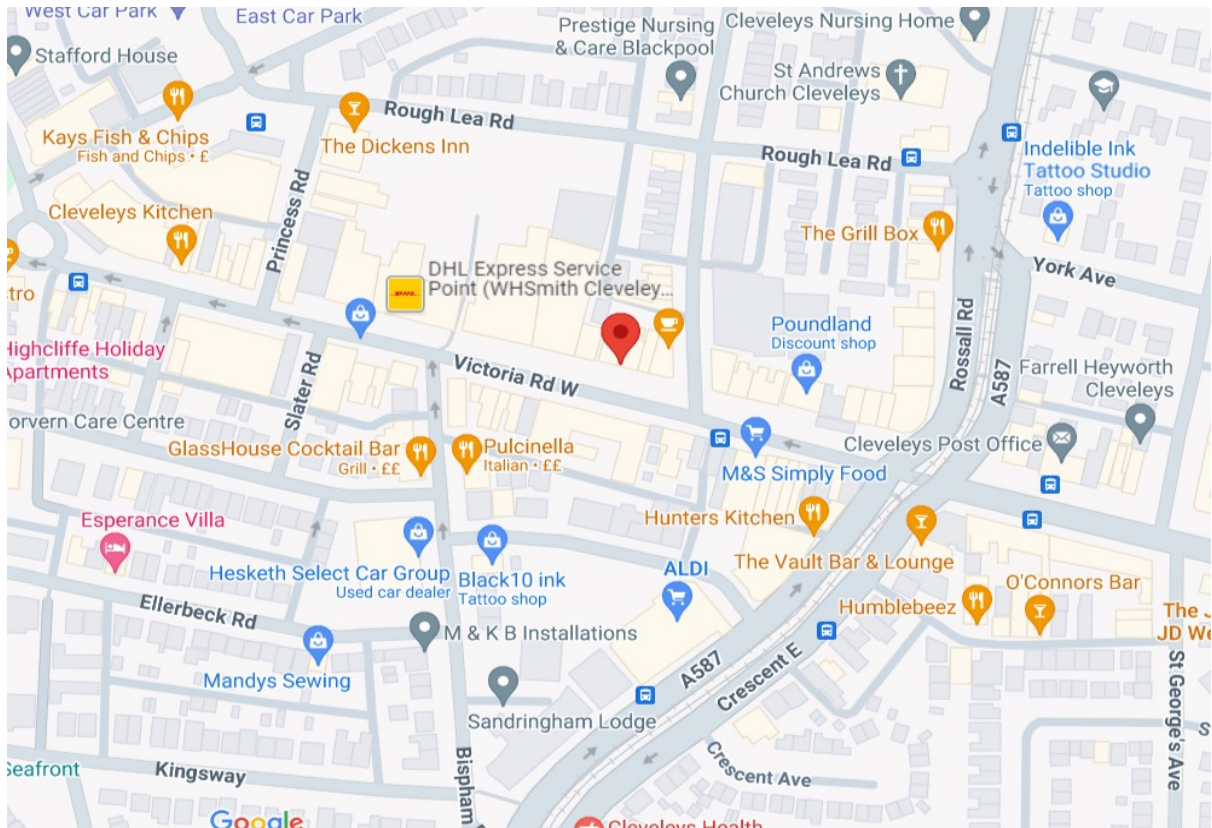 West Car Park
East Car Park
Prestige Nursing
& Care Blackpool
Cleveleys Nursing Home
Stafford House
St Andrews
Church Cleveleys
Kays Fish & Chips
Fish and Chips • £
The Dickens Inn
Rough Lea Rd
Rough Lea Rd
Indelible Ink
Tattoo Studio
Tattoo shop
Cleveleys Kitchen
Princess Rd
The Grill Box
DHL Express Service
Point (WHSmith Cleveley...
York Ave
tro
Poundland
Discount shop
Rossall Rd
A587
Highcliffe Holiday
Apartments
Slater Rd
Victoria Rd W
Farrell Heyworth
Cleveleys
orvern Care Centre
GlassHouse Cocktail Bar
Grill • ££
Pulcinella
Italian • ££
Cleveleys Post Office
M&S Simply Food
Hunters Kitchen
Esperance Villa
The Vault Bar & Lounge
Hesketh Select Car Group
Used car dealer
Black10 ink
Tattoo shop
ALDI
O'Connors Bar
Humblebeez
The J
JD We
Ellerbeck Rd
M & K B Installations
Mandys Sewing
A587
Crescent E
Sandringham Lodge
St George's Ave
S
Seafront
Kingsway
Bispham
Crescent Ave
Google
Cleveleys Health